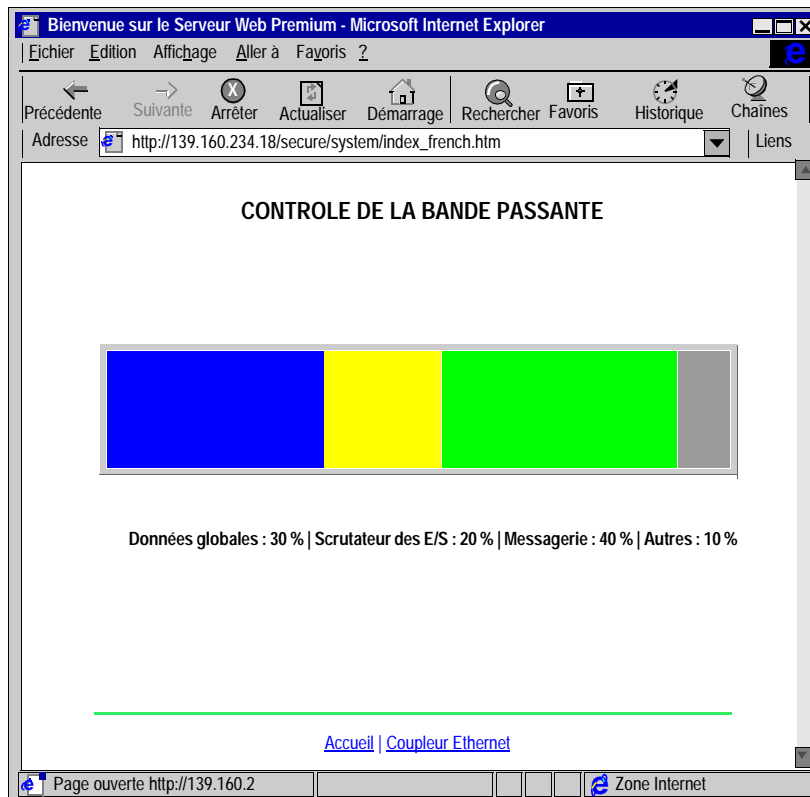 Bienvenue sur le Serveur Web Premium - Microsoft Internet Explorer
Fichier Edition Affichage Aller à Favoris ?
Précédente Suivante Arrêter Actualiser Démarrage Rechercher Favoris Historique Chaînes
Adresse http://139.160.234.18/secure/system/index_french.htm Liens
CONTROLE DE LA BANDE PASSANTE
Données globales : 30 % | Scrutateur des E/S : 20 % | Messagerie : 40 % | Autres : 10 %
Accueil | Coupleur Ethernet
Page ouverte http://139.160.2 Zone Internet